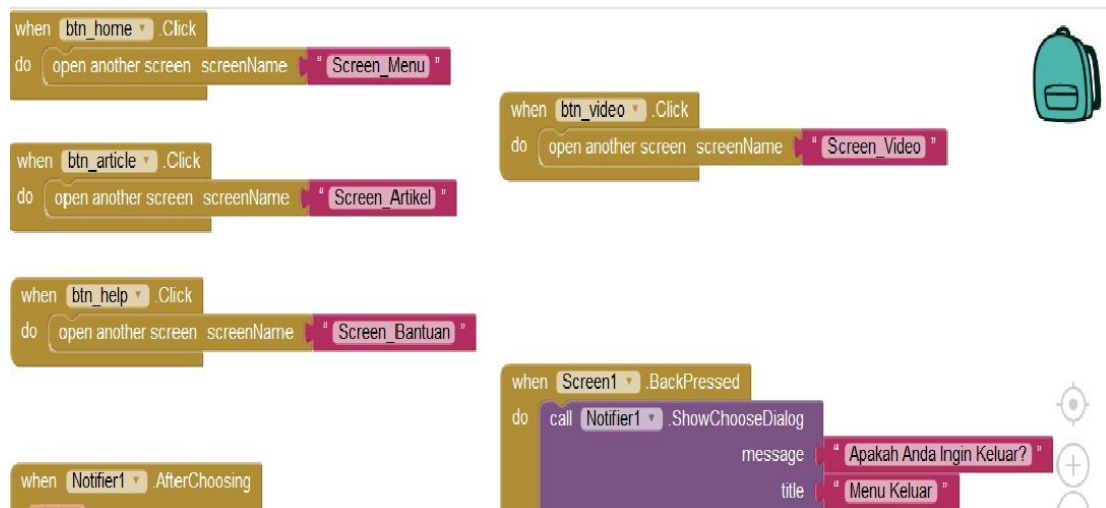 when btn_home .Click
do open another screen screenName " Screen_Menu "
when btn_article .Click
do open another screen screenName " Screen_Artikel "
when btn_help .Click
do open another screen screenName " Screen_Bantuan "
when Notifier1 .AfterChoosing
when btn_video .Click
do open another screen screenName " Screen_Video "
when Screen1 .BackPressed
do call Notifier1 .ShowChooseDialog
message " Apakah Anda Ingin Keluar? "
title " Menu Keluar "